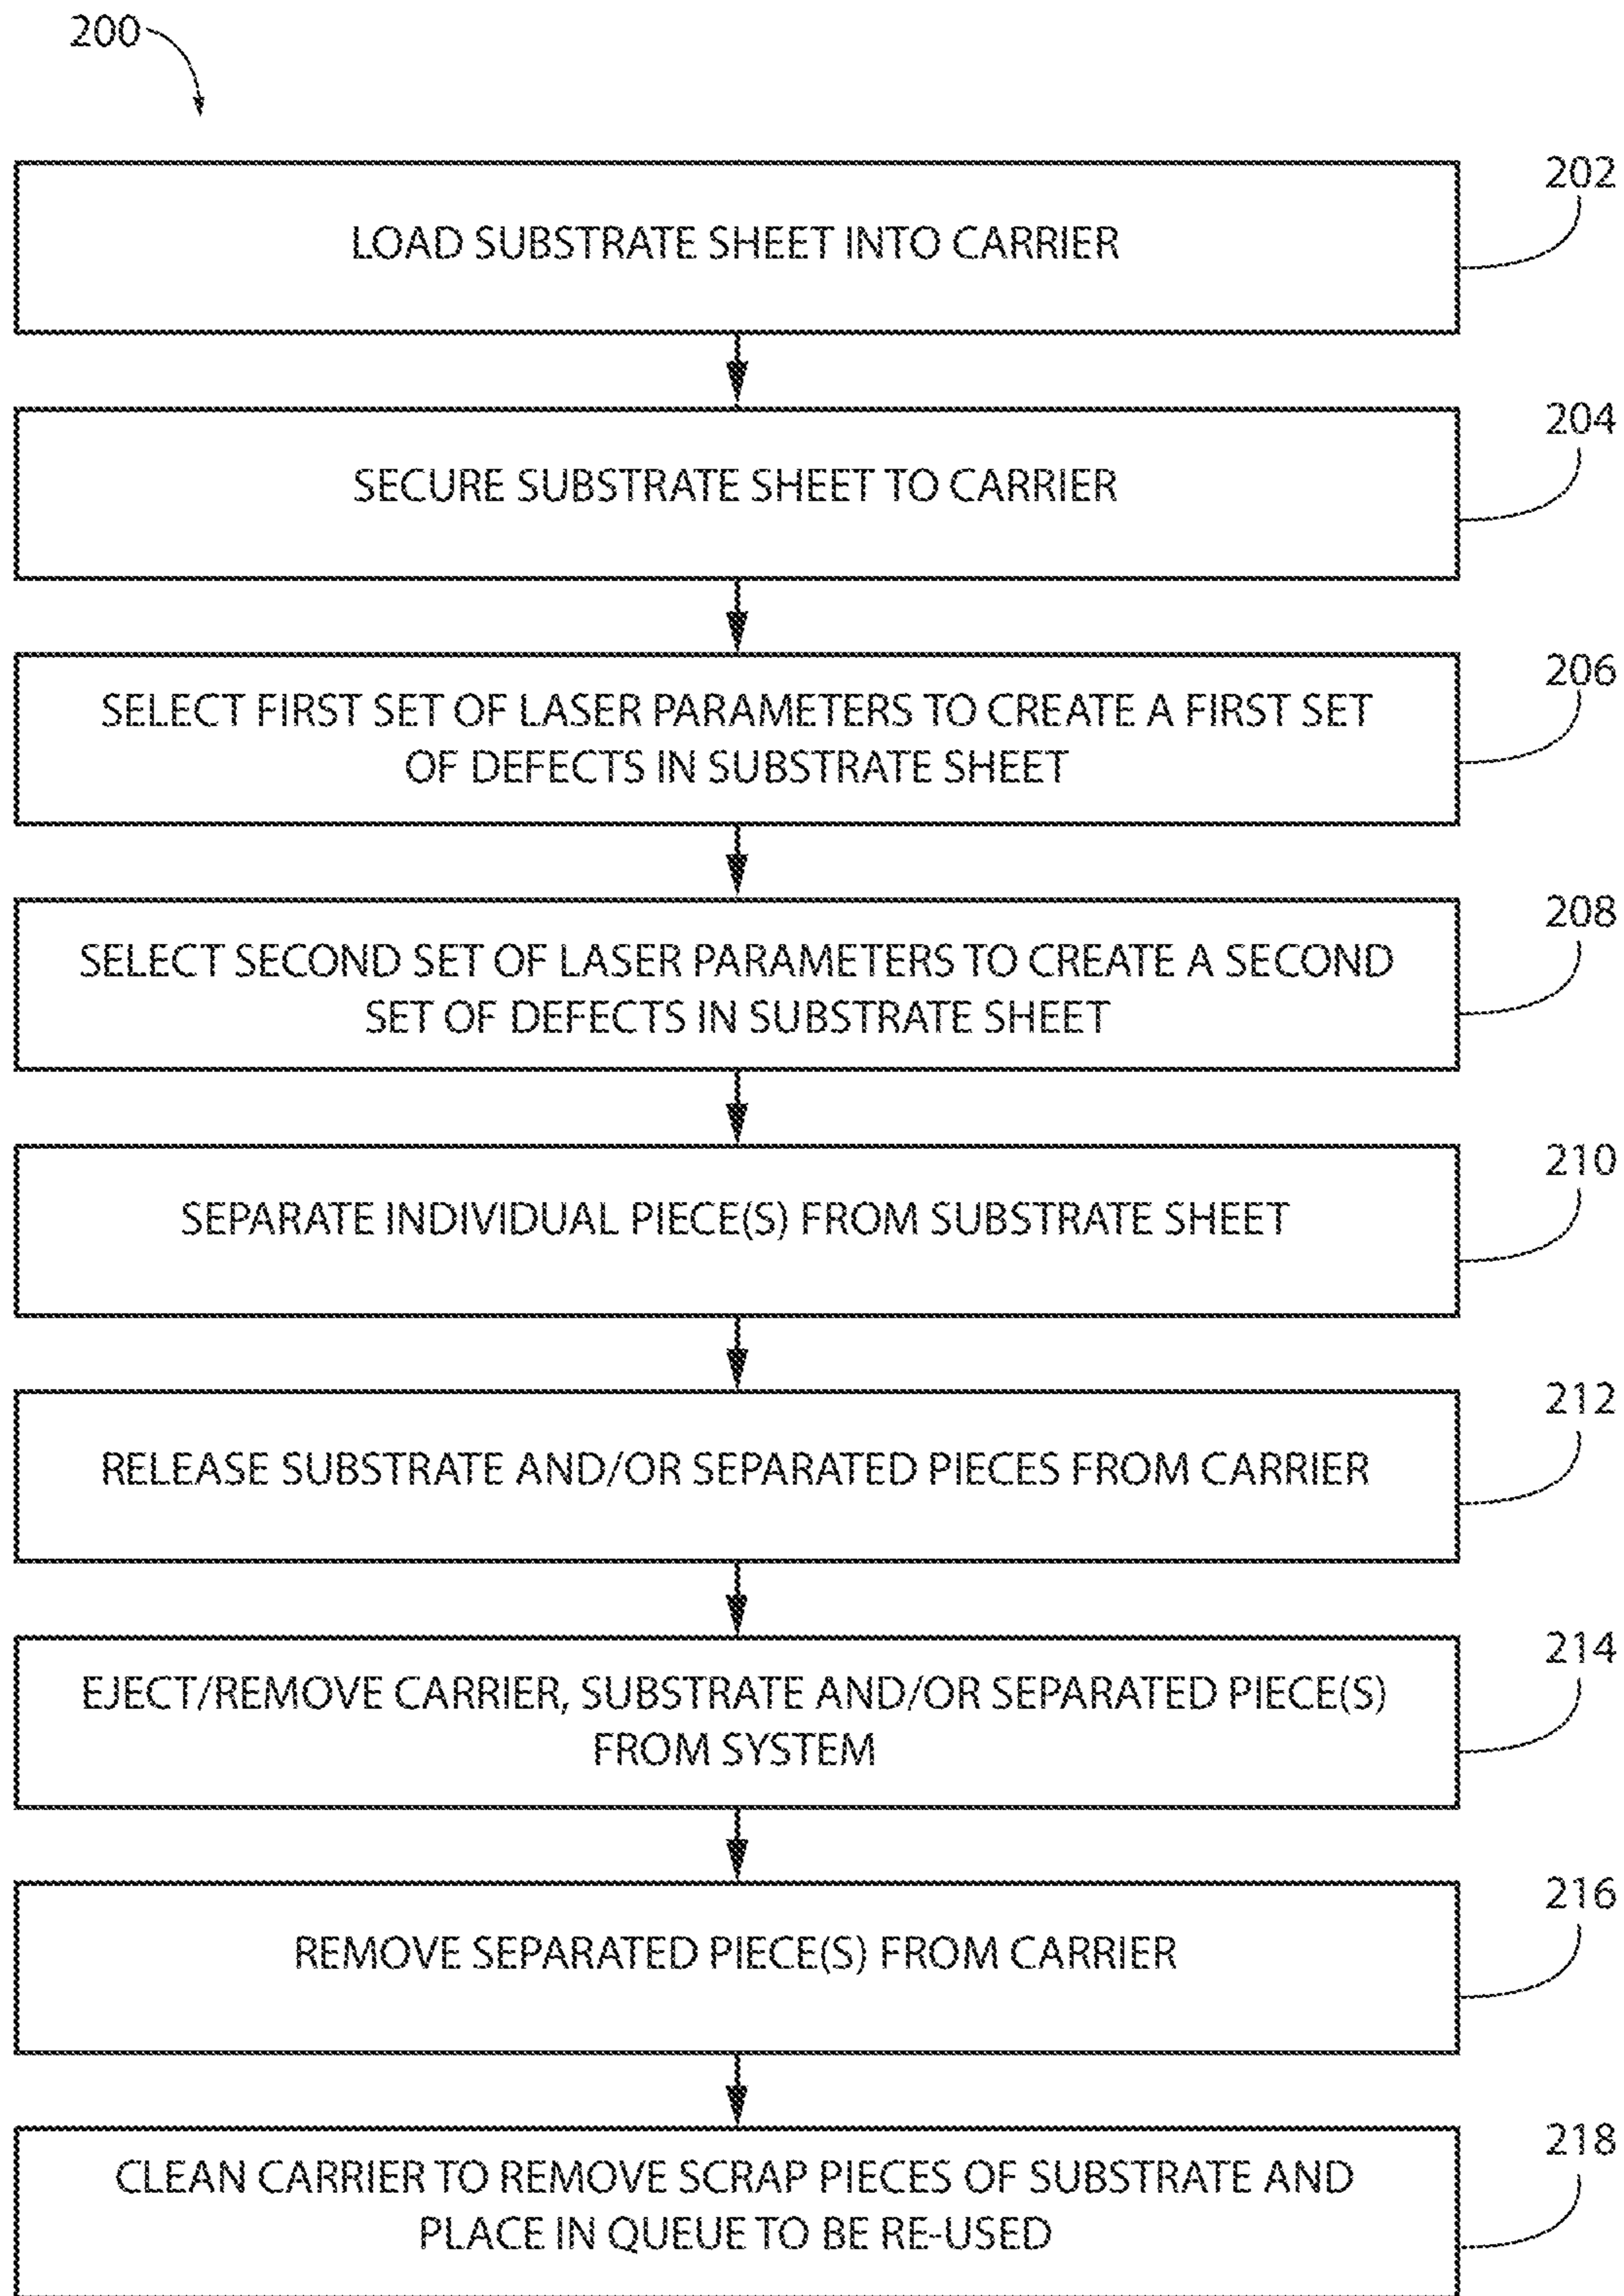 200
202
LOAD SUBSTRATE SHEET INTO CARRIER
204
SECURE SUBSTRATE SHEET TO CARRIER
206
SELECT FIRST SET OF LASER PARAMETERS TO CREATE A FIRST SET
OF DEFECTS IN SUBSTRATE SHEET
208
SELECT SECOND SET OF LASER PARAMETERS TO CREATE A SECOND
SET OF DEFECTS IN SUBSTRATE SHEET
210
SEPARATE INDIVIDUAL PIECE(S) FROM SUBSTRATE SHEET
212
RELEASE SUBSTRATE AND/OR SEPARATED PIECES FROM CARRIER
214
EJECT/REMOVE CARRIER, SUBSTRATE AND/OR SEPARATED PIECE(S)
FROM SYSTEM
216
REMOVE SEPARATED PIECE(S) FROM CARRIER
218
CLEAN CARRIER TO REMOVE SCRAP PIECES OF SUBSTRATE AND
PLACE IN QUEUE TO BE RE-USED